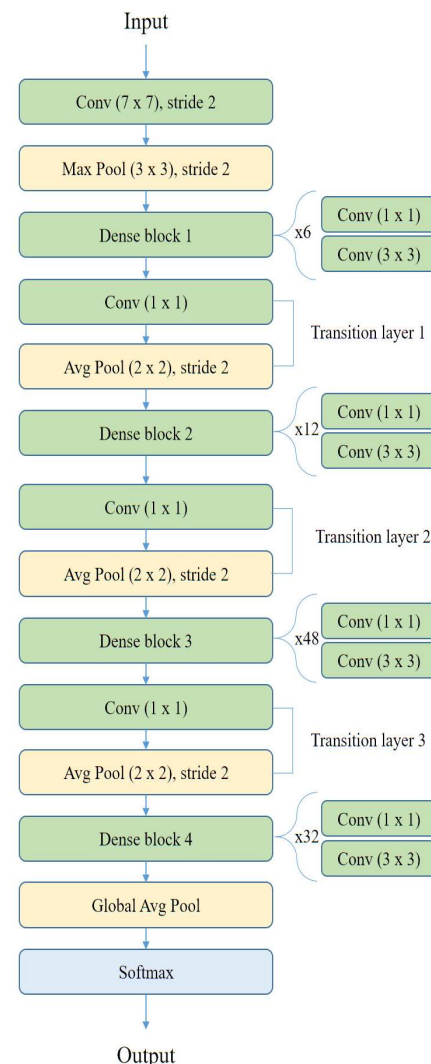 Input
Conv (7 x 7), stride 2
Max Pool (3 x 3), stride 2
Dense block 1
x6
Conv (1 x 1)
Conv (3 x 3)
Conv (1 x 1)
Avg Pool (2 x 2), stride 2
Transition layer 1
Dense block 2
x12
Conv (1 x 1)
Conv (3 x 3)
Conv (1 x 1)
Avg Pool (2 x 2), stride 2
Transition layer 2
Dense block 3
x48
Conv (1 x 1)
Conv (3 x 3)
Conv (1 x 1)
Avg Pool (2 x 2), stride 2
Transition layer 3
Dense block 4
x32
Conv (1 x 1)
Conv (3 x 3)
Global Avg Pool
Softmax
Output